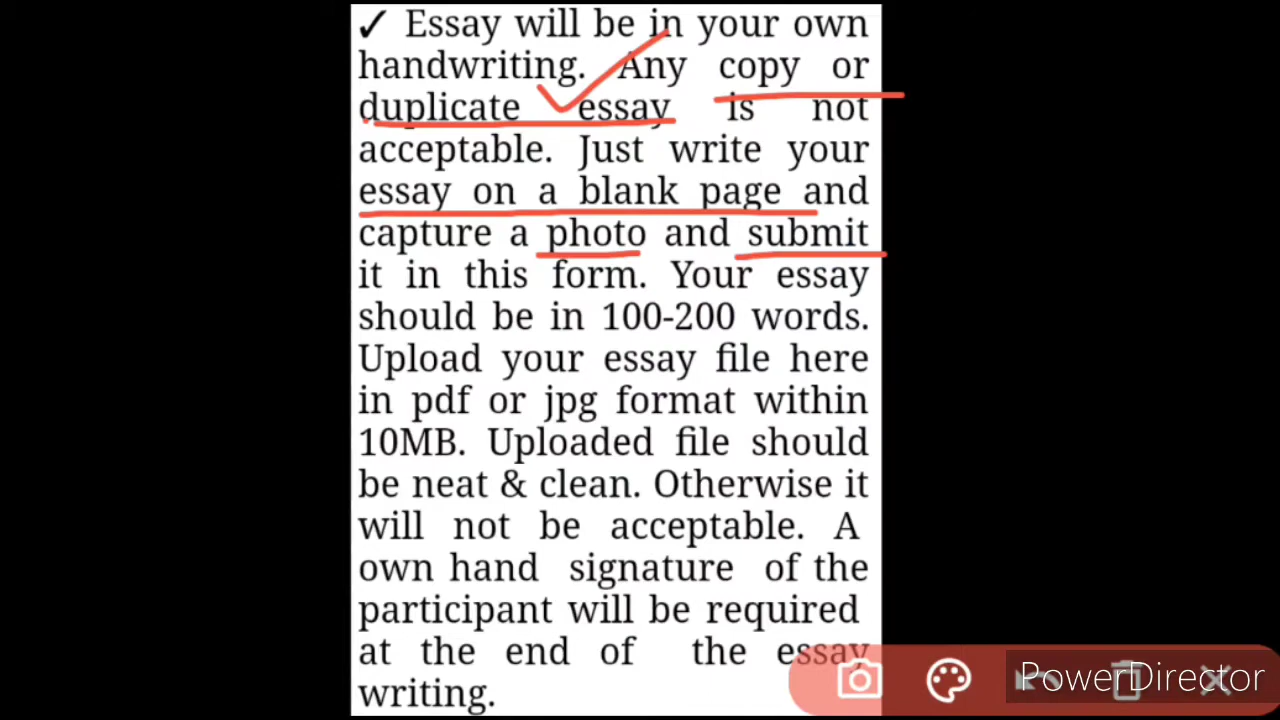 ✓ Essay will be in your own
handwriting. Any copy or
duplicate essay is not
acceptable. Just write your
essay on a blank page and
capture a photo and submit
it in this form. Your essay
should be in 100-200 words.
Upload your essay file here
in pdf or jpg format within
10MB. Uploaded file should
be neat & clean. Otherwise it
will not be acceptable. A
own hand signature of the
participant will be required
at the end of the essay
writing.
PowerDirector